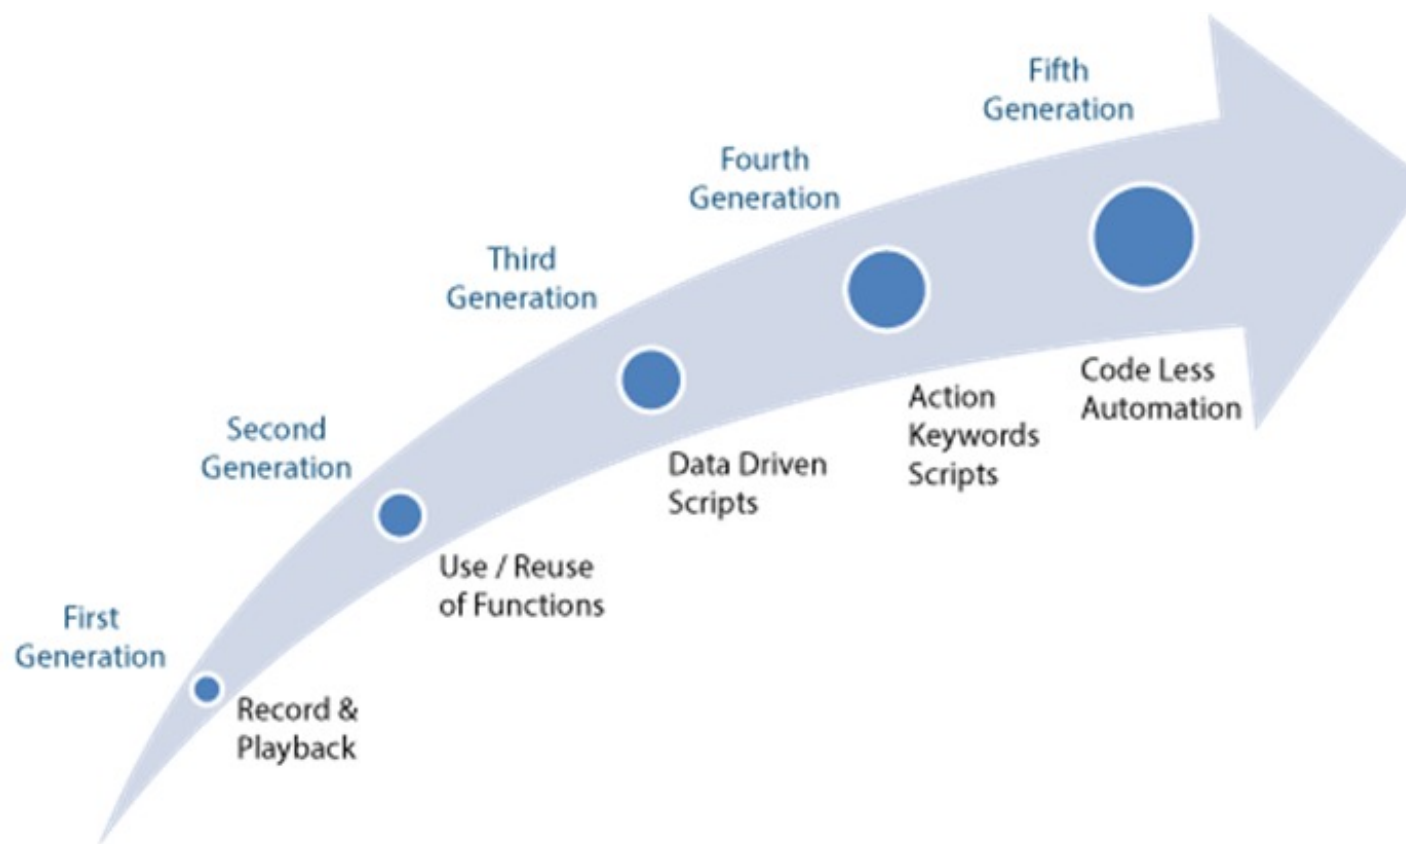 First
Generation
Record &
Playback
Second
Generation
Use / Reuse
of Functions
Third
Generation
Data Driven
Scripts
Fourth
Generation
Action
Keywords
Scripts
Fifth
Generation
Code Less
Automation